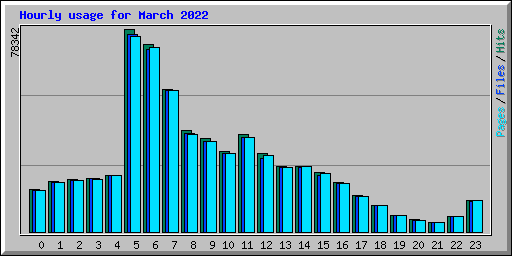 Hourly usage for March 2022
78342
Pages / Files / Hits
0 1 2 3 4 5 6 7 8 9 10 11 12 13 14 15 16 17 18 19 20 21 22 23